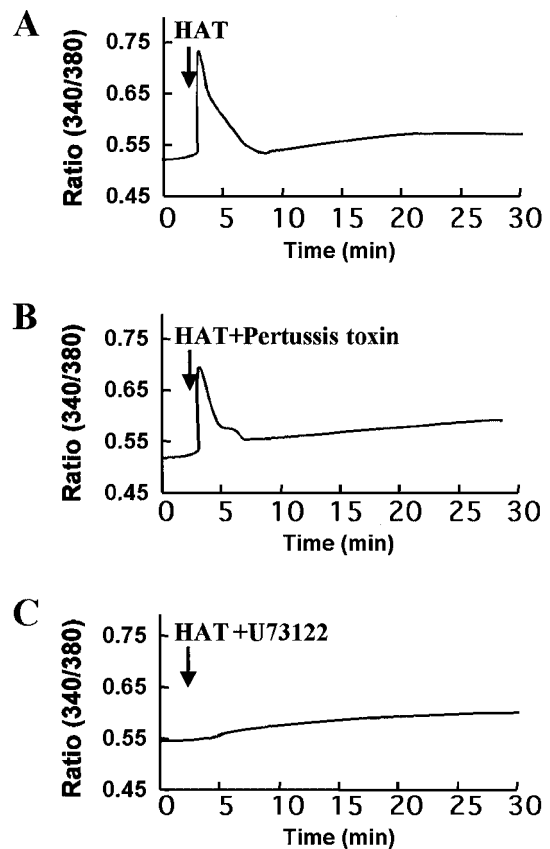 A
HAT
0.75
0.65
0.55
0.45
Ratio (340/380)
0 5 10 15 20 25 30
Time (min)
B
HAT+Pertussis toxin
0.75
0.65
0.55
0.45
Ratio (340/380)
0 5 10 15 20 25 30
Time (min)
C
HAT +U73122
0.75
0.65
0.55
0.45
Ratio (340/380)
0 5 10 15 20 25 30
Time (min)